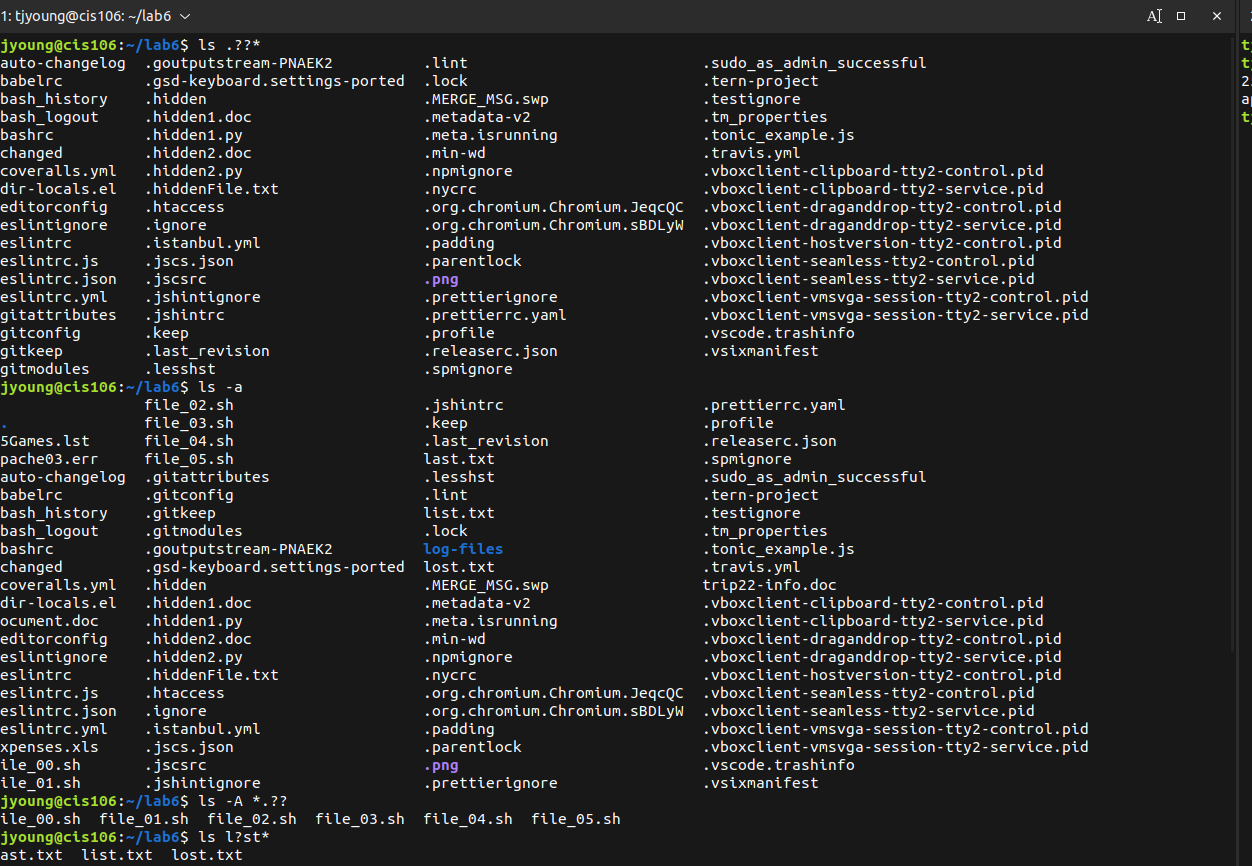 1: tjyoung@cis106: ~/lab6
jyoung@cis106:~/lab6$ ls .??*
auto-changelog .goutputstream-PNAEK2 .lint .sudo_as_admin_successful
babelrc .gsd-keyboard.settings-ported .lock .tern-project
bash_history .hidden .MERGE_MSG.swp .testignore
bash_logout .hidden1.doc .metadata-v2 .tm_properties
bashrc .hidden1.py .meta.isrunning .tonic_example.js
changed .hidden2.doc .min-wd .travis.yml
coveralls.yml .hidden2.py .npmignore .vboxclient-clipboard-tty2-control.pid
dir-locals.el .hiddenFile.txt .nycrc .vboxclient-clipboard-tty2-service.pid
editorconfig .htaccess .org.chromium.Chromium.JeqcQC .vboxclient-draganddrop-tty2-control.pid
eslintignore .ignore .org.chromium.Chromium.sBDLyW .vboxclient-draganddrop-tty2-service.pid
eslintrc .istanbul.yml .padding .vboxclient-hostversion-tty2-control.pid
eslintrc.js .jscs.json .parentlock .vboxclient-seamless-tty2-control.pid
eslintrc.json .jscsrc .png .vboxclient-seamless-tty2-service.pid
eslintrc.yml .jshintignore .prettierignore .vboxclient-vmsvga-session-tty2-control.pid
gitattributes .jshintrc .prettierrc.yaml .vboxclient-vmsvga-session-tty2-service.pid
gitconfig .keep .profile .vscode.trashinfo
gitkeep .last_revision .releaserc.json .vsixmanifest
gitmodules .lesshst .spmignore
jyoung@cis106:~/lab6$ ls -a
file_02.sh .jshintrc .prettierrc.yaml
. file_03.sh .keep .profile
5Games.lst file_04.sh .last_revision .releaserc.json
pache03.err file_05.sh last.txt .spmignore
auto-changelog .gitattributes .lesshst .sudo_as_admin_successful
babelrc .gitconfig .lint .tern-project
bash_history .gitkeep list.txt .testignore
bash_logout .gitmodules .lock .tm_properties
bashrc .goutputstream-PNAEK2 log-files .tonic_example.js
changed .gsd-keyboard.settings-ported lost.txt .travis.yml
coveralls.yml .hidden .MERGE_MSG.swp trip22-info.doc
dir-locals.el .hidden1.doc .metadata-v2 .vboxclient-clipboard-tty2-control.pid
ocument.doc .hidden1.py .meta.isrunning .vboxclient-clipboard-tty2-service.pid
editorconfig .hidden2.doc .min-wd .vboxclient-draganddrop-tty2-control.pid
eslintignore .hidden2.py .npmignore .vboxclient-draganddrop-tty2-service.pid
eslintrc .hiddenFile.txt .nycrc .vboxclient-hostversion-tty2-control.pid
eslintrc.js .htaccess .org.chromium.Chromium.JeqcQC .vboxclient-seamless-tty2-control.pid
eslintrc.json .ignore .org.chromium.Chromium.sBDLyW .vboxclient-seamless-tty2-service.pid
eslintrc.yml .istanbul.yml .padding .vboxclient-vmsvga-session-tty2-control.pid
xpenses.xls .jscs.json .parentlock .vboxclient-vmsvga-session-tty2-service.pid
ile_00.sh .jscsrc .png .vscode.trashinfo
ile_01.sh .jshintignore .prettierignore .vsixmanifest
jyoung@cis106:~/lab6$ ls -A *.??
ile_00.sh file_01.sh file_02.sh file_03.sh file_04.sh file_05.sh
jyoung@cis106:~/lab6$ ls l?st*
ast.txt list.txt lost.txt